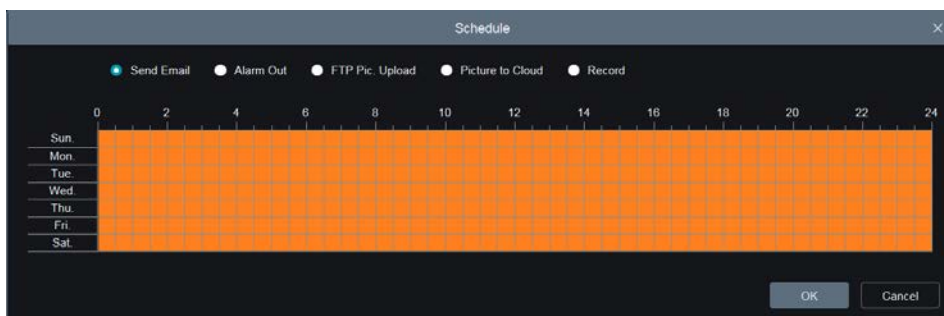 Schedule
Send Email Alarm Out FTP Pic. Upload Picture to Cloud Record
0 2 4 6 8 10 12 14 16 18 20 22 24
Sun.
Mon.
Tue.
Wed.
Thu.
Fri.
Sat.
OK Cancel